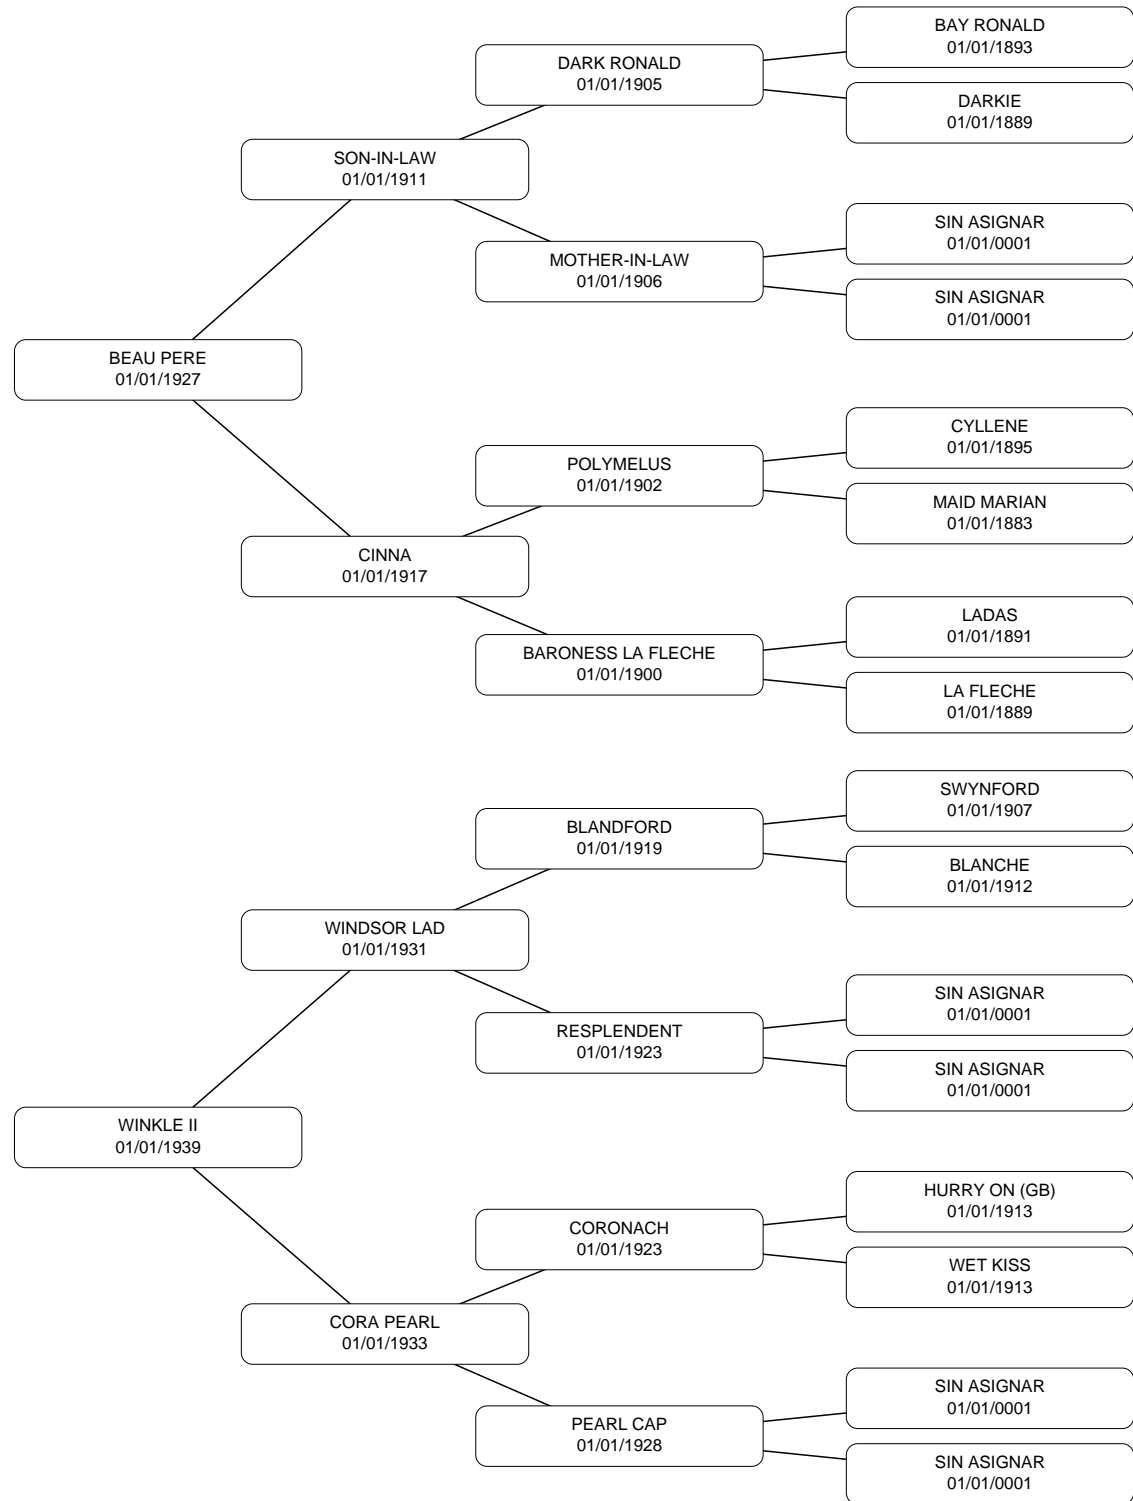 BAY RONALD
01/01/1893
DARK RONALD
01/01/1905
DARKIE
01/01/1889
SON-IN-LAW
01/01/1911
SIN ASIGNAR
01/01/0001
MOTHER-IN-LAW
01/01/1906
SIN ASIGNAR
01/01/0001
BEAU PERE
01/01/1927
CYLLENE
01/01/1895
POLYMELUS
01/01/1902
MAID MARIAN
01/01/1883
CINNA
01/01/1917
LADAS
01/01/1891
BARONESS LA FLECHE
01/01/1900
LA FLECHE
01/01/1889
SWYNFORD
01/01/1907
BLANDFORD
01/01/1919
BLANCHE
01/01/1912
WINDSOR LAD
01/01/1931
SIN ASIGNAR
01/01/0001
RESPLENDENT
01/01/1923
SIN ASIGNAR
01/01/0001
WINKLE II
01/01/1939
HURRY ON (GB)
01/01/1913
CORONACH
01/01/1923
WET KISS
01/01/1913
CORA PEARL
01/01/1933
SIN ASIGNAR
01/01/0001
PEARL CAP
01/01/1928
SIN ASIGNAR
01/01/0001